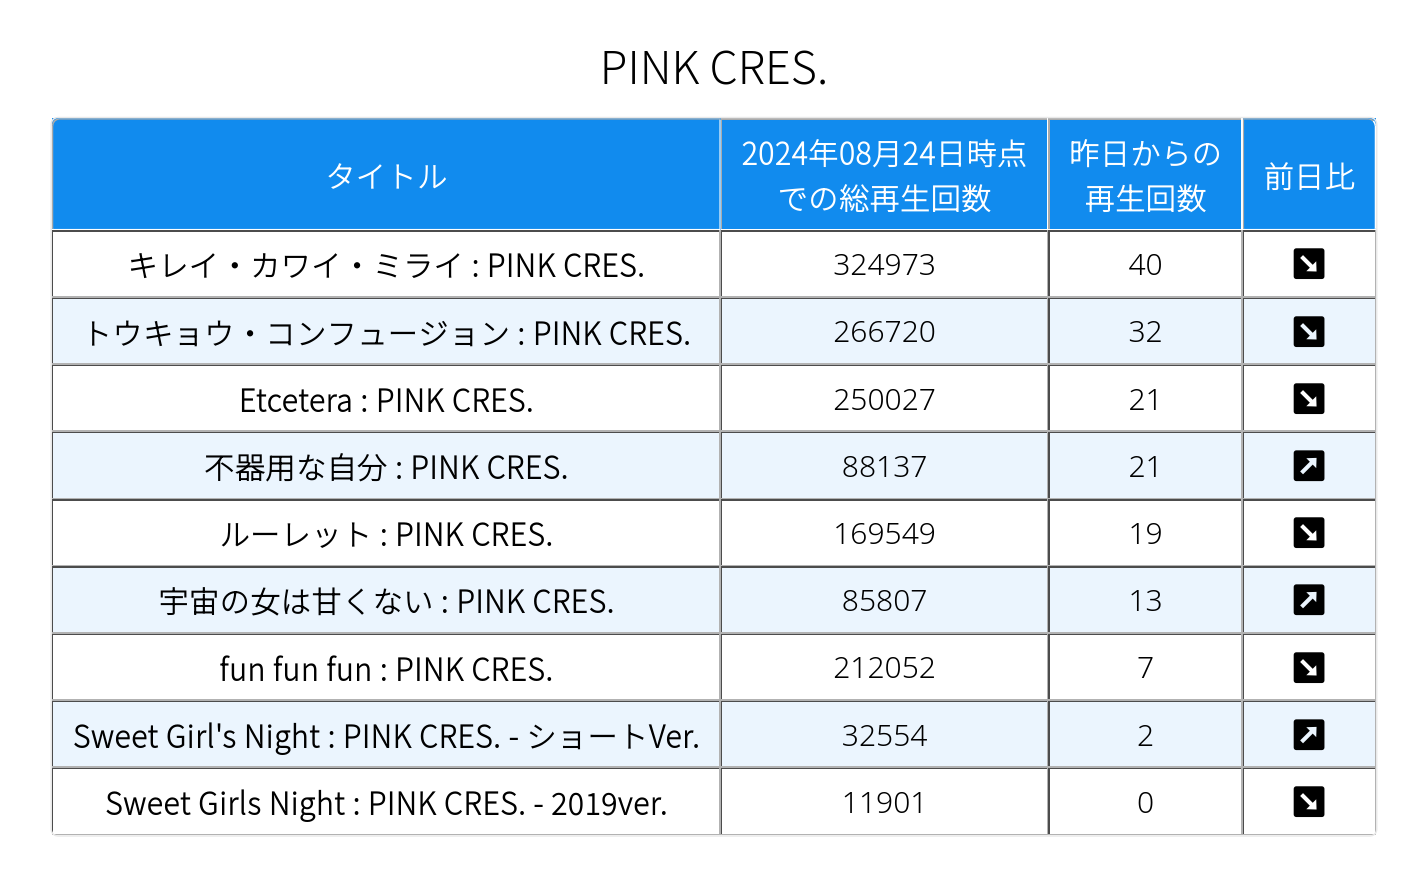 PINK CRES.
タイトル
2024年08月24日時点
での総再生回数
昨日からの
再生回数
前日比
キレイ・カワイ・ミライ : PINK CRES. 324973 40
トウキョウ・コンフュージョン : PINK CRES. 266720 32
Etcetera : PINK CRES. 250027 21
不器用な自分 : PINK CRES. 88137 21
ルーレット : PINK CRES. 169549 19
宇宙の女は甘くない : PINK CRES. 85807 13
fun fun fun : PINK CRES. 212052 7
Sweet Girl's Night : PINK CRES. - ショートVer. 32554 2
Sweet Girls Night : PINK CRES. - 2019ver. 11901 0